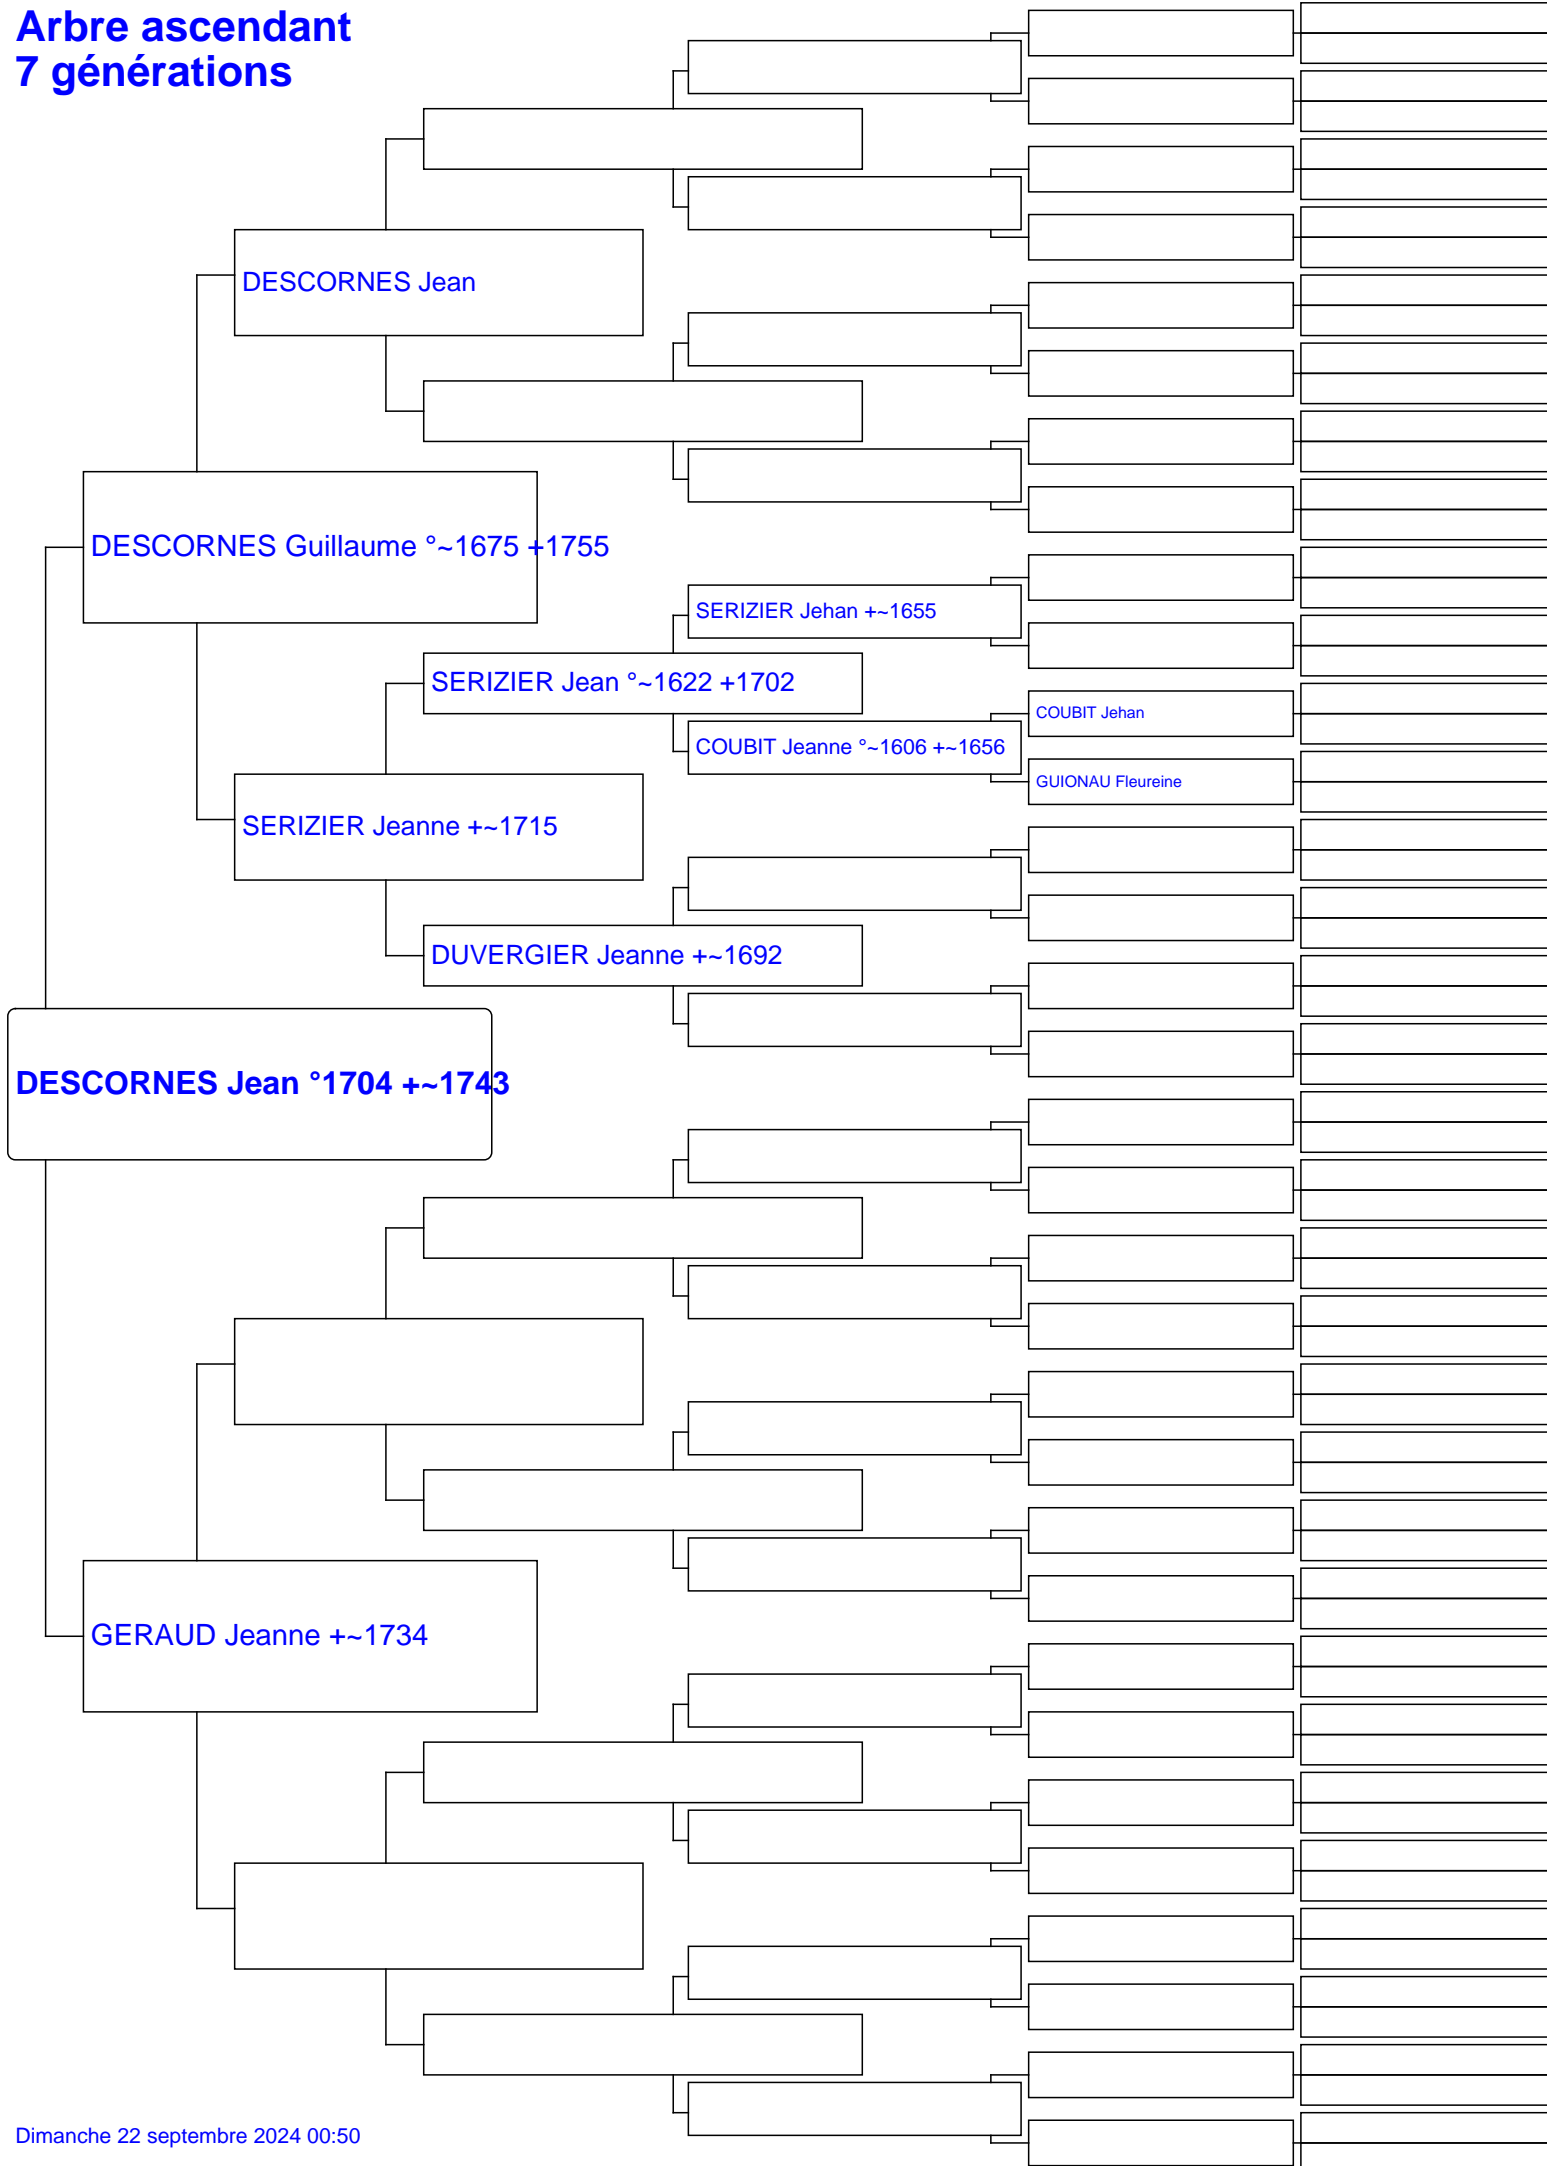 Arbre ascendant
7 générations
DESCORNES Jean
DESCORNES Guillaume °~1675 +1755
SERIZIER Jehan +~1655
SERIZIER Jean °~1622 +1702
COUBIT Jehan
COUBIT Jeanne °~1606 +~1656
GUIONAU Fleureine
SERIZIER Jeanne +~1715
DUVERGIER Jeanne +~1692
DESCORNES Jean °1704 +~1743
GERAUD Jeanne +~1734
Dimanche 22 septembre 2024 00:50